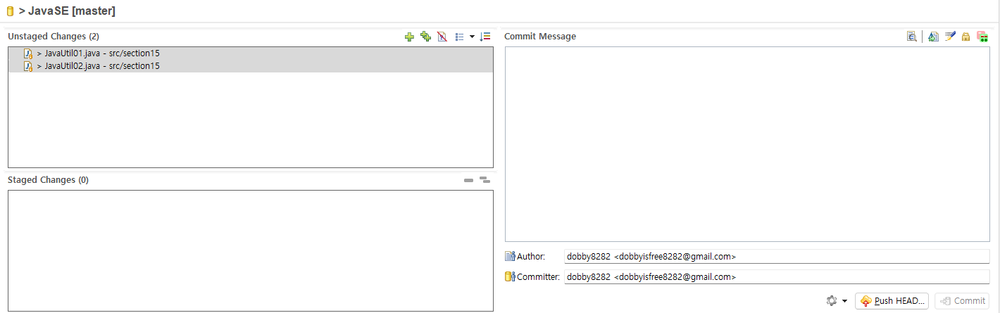 > JavaSE [master]
Unstaged Changes (2)
> JavaUtil01.java - src/section15
> JavaUtil02.java - src/section15
Staged Changes (0)
Commit Message
Author: dobby8282 <dobbyisfree8282@gmail.com>
Committer: dobby8282 <dobbyisfree8282@gmail.com>
Push HEAD... Commit